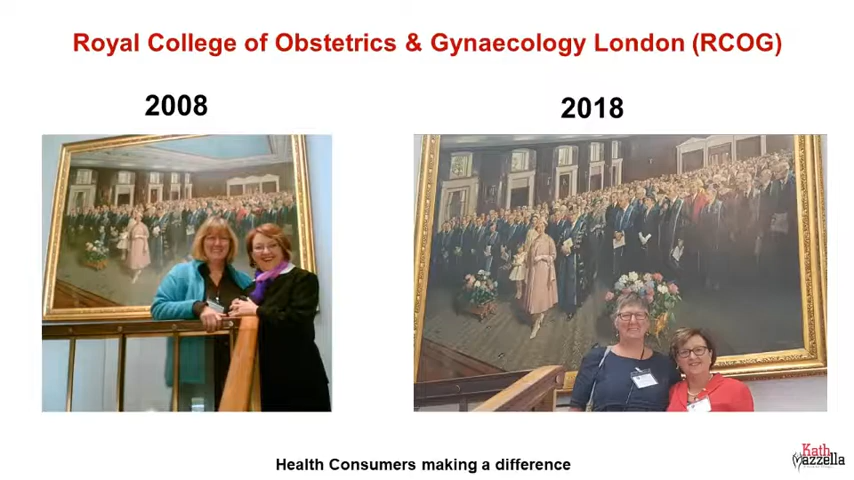 Royal College of Obstetrics & Gynaecology London (RCOG)
2008
2018
Health Consumers making a difference
Kath
Mazzella